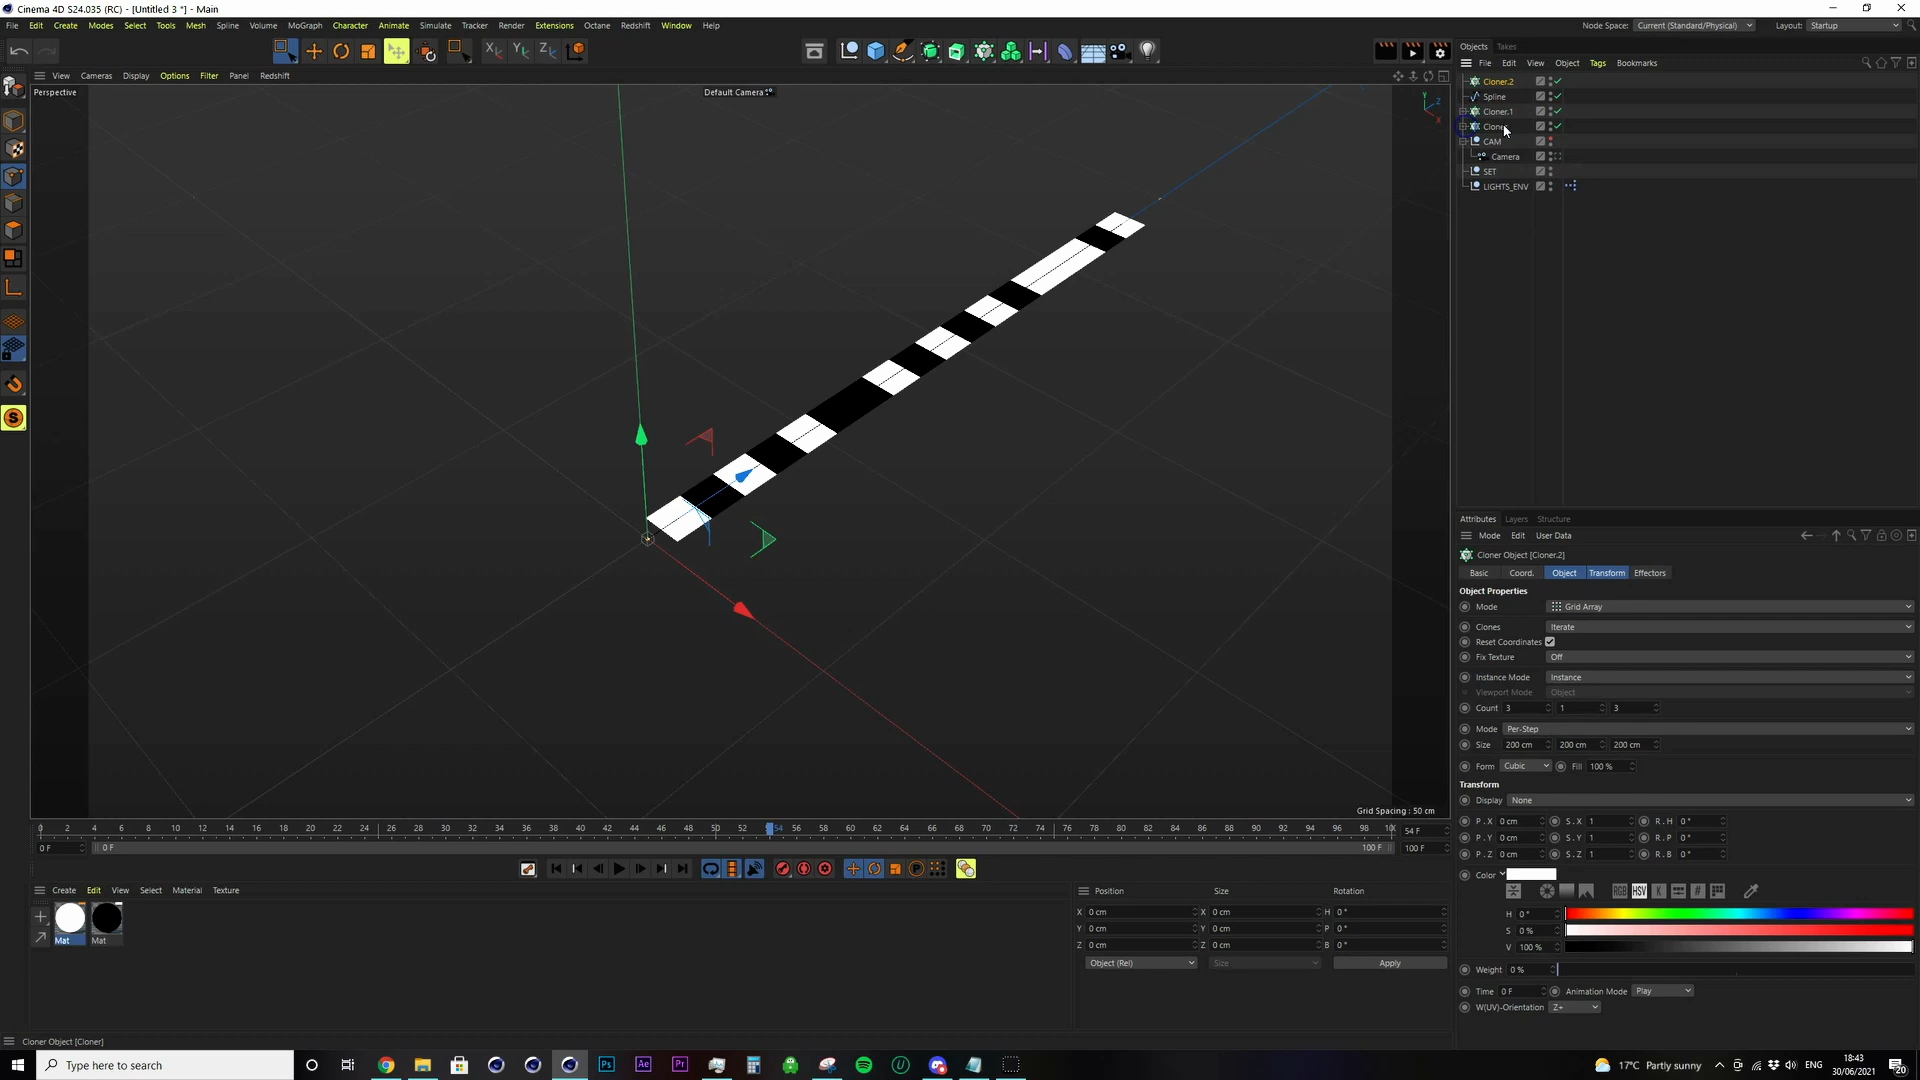 Cinema 4D S24.035 (RC) - [Untitled 3 *] - Main
File Edit Create Modes Select Tools Mesh Spline Volume MoGraph Character Animate Simulate Tracker Render Extensions Octane Redshift Window Help
Node Space: Current (Standard/Physical) Layout: Startup
X Y Z
Objects Takes
View Cameras Display Options Filter Panel Redshift
File Edit View Object Tags Bookmarks
Perspective
Default Camera
Cloner.2
Spline
Cloner.1
Cloner
CAM
Camera
SET
LIGHTS_ENV
Attributes Layers Structure
Mode Edit User Data
Cloner Object [Cloner.2]
Basic Coord. Object Transform Effectors
Object Properties
Mode Grid Array
Clones Iterate
Reset Coordinates
Fix Texture Off
Instance Mode Instance
Viewport Mode Object
Count 3 1 3
Mode Per-Step
Size 200 cm 200 cm 200 cm
Form Cubic Fill 100 %
Transform
Display None
P . X 0 cm S . X 1 R . H 0 °
P . Y 0 cm S . Y 1 R . P 0 °
P . Z 0 cm S . Z 1 R . B 0 °
Color
RGB HSV K
H 0 °
S 0 %
V 100 %
Weight 0 %
Time 0 F Animation Mode Play
W(UV)-Orientation Z+
Grid Spacing : 50 cm
0 2 4 6 8 10 12 14 16 18 20 22 24 26 28 30 32 34 36 38 40 42 44 46 48 50 52 54 56 58 60 62 64 66 68 70 72 74 76 78 80 82 84 86 88 90 92 94 96 98 54 F
0 F 0 F 100 F 100 F
Create Edit View Select Material Texture
Mat Mat
Position Size Rotation
X 0 cm X 0 cm H 0 °
Y 0 cm Y 0 cm P 0 °
Z 0 cm Z 0 cm B 0 °
Object (Rel) Size Apply
Cloner Object [Cloner]
Type here to search
Ps Ae Pr
17°C Partly sunny ENG
18:43
30/06/2021
20